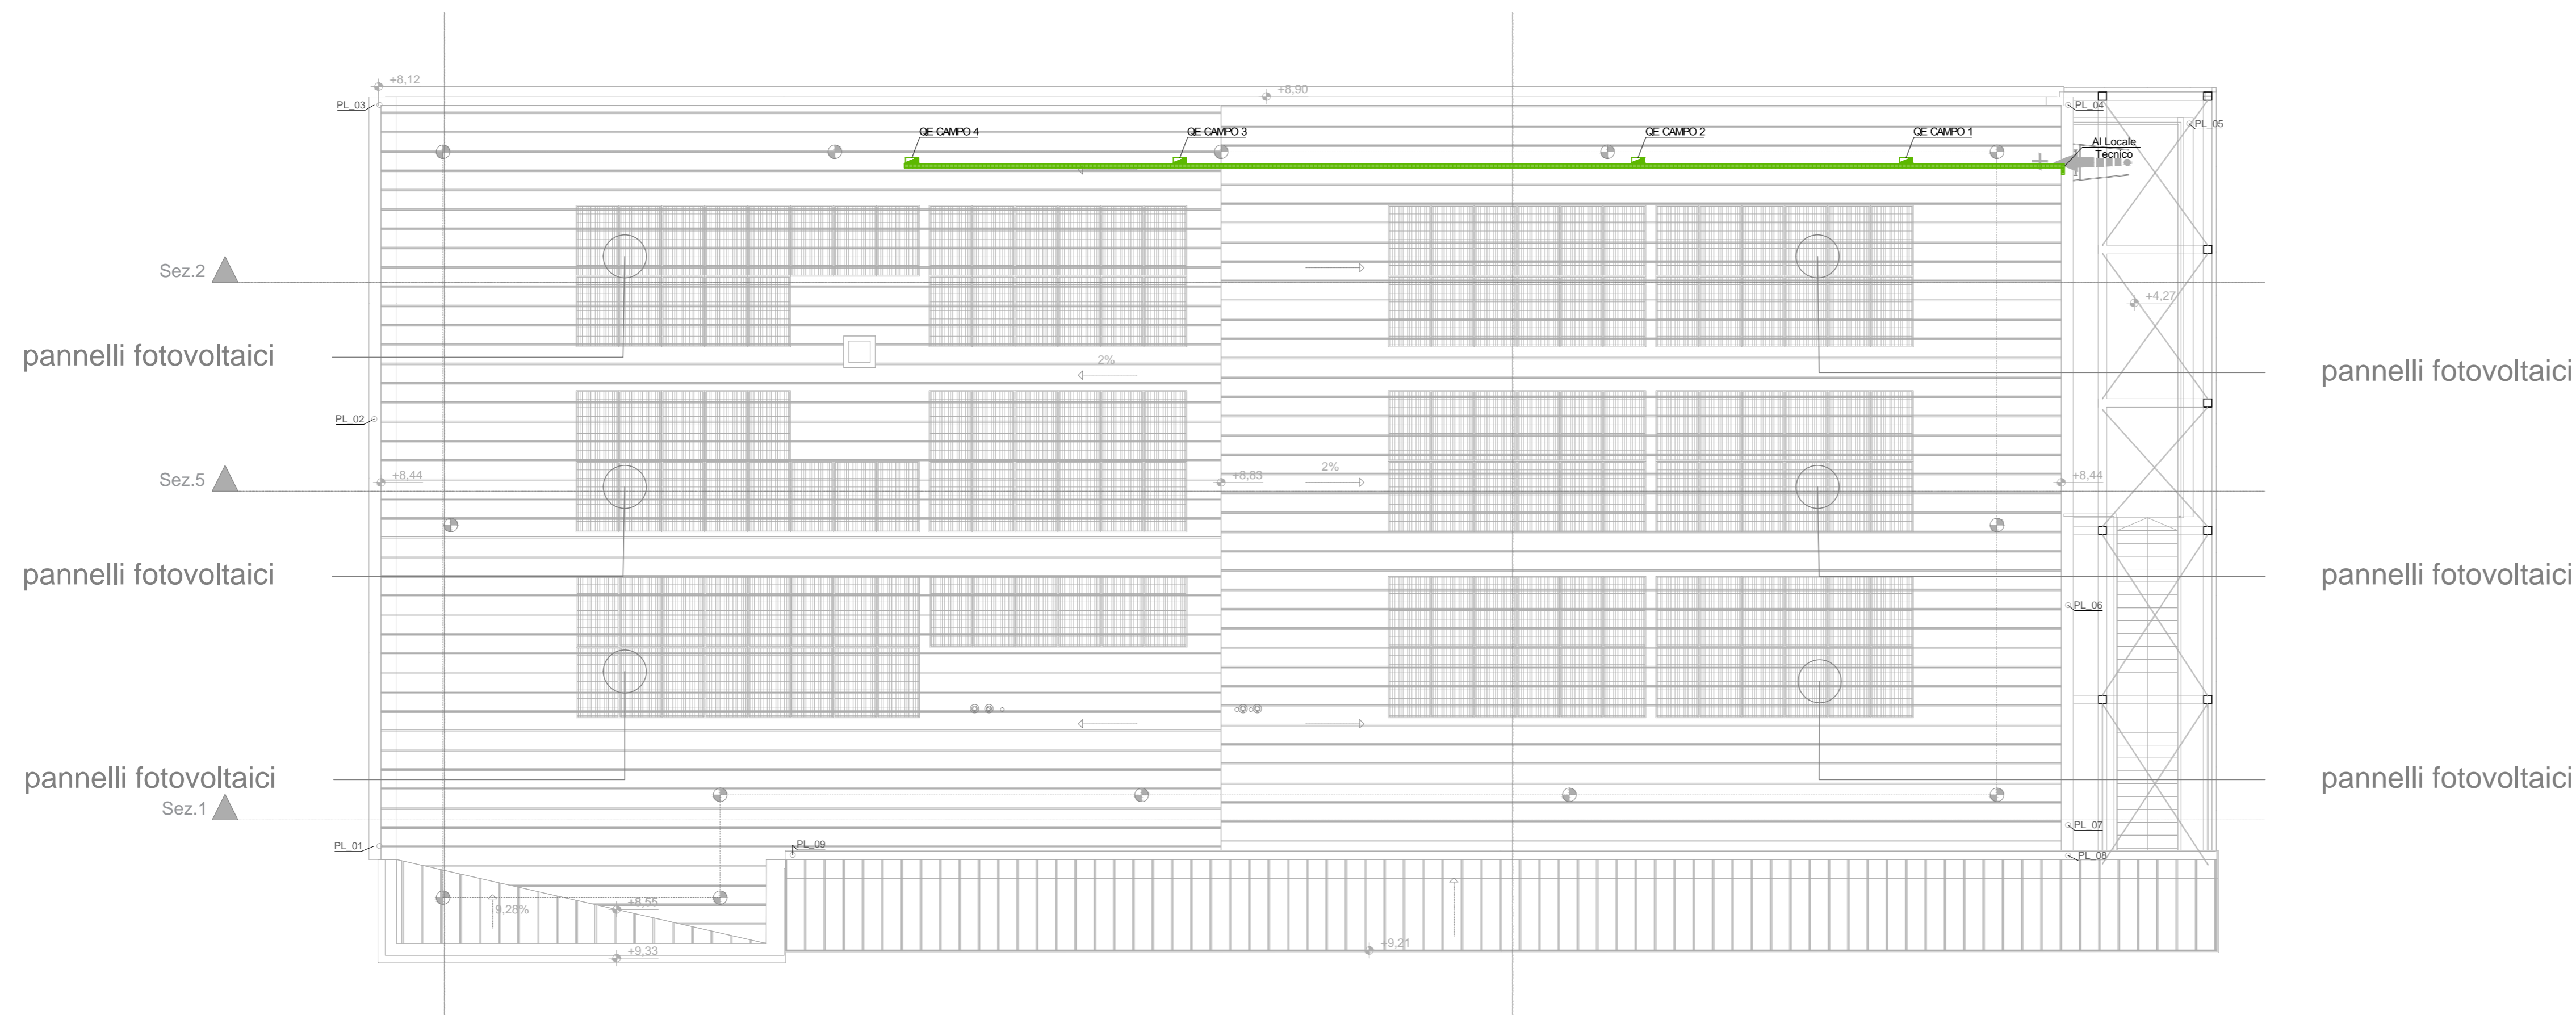 +8,12
+8,90
PL_03
PL_04
PL_05
QE CAMPO 4
QE CAMPO 3
QE CAMPO 2
QE CAMPO 1
Al Locale
Tecnico
Sez.2
+4,27
pannelli fotovoltaici
2%
pannelli fotovoltaici
PL_02
Sez.5
+8,44
+8,83
2%
+8,44
pannelli fotovoltaici
pannelli fotovoltaici
PL_06
pannelli fotovoltaici
pannelli fotovoltaici
Sez.1
PL_07
PL_01
PL_09
PL_08
9,28%
+8,55
+9,33
+9,21